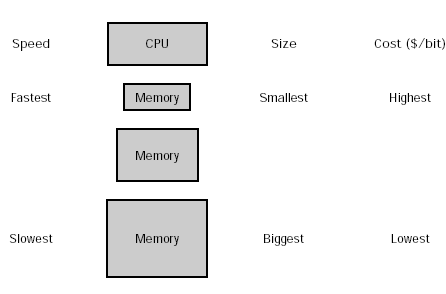 Speed CPU Size Cost ($/bit)
Fastest Memory Smallest Highest
Memory
Slowest Memory Biggest Lowest